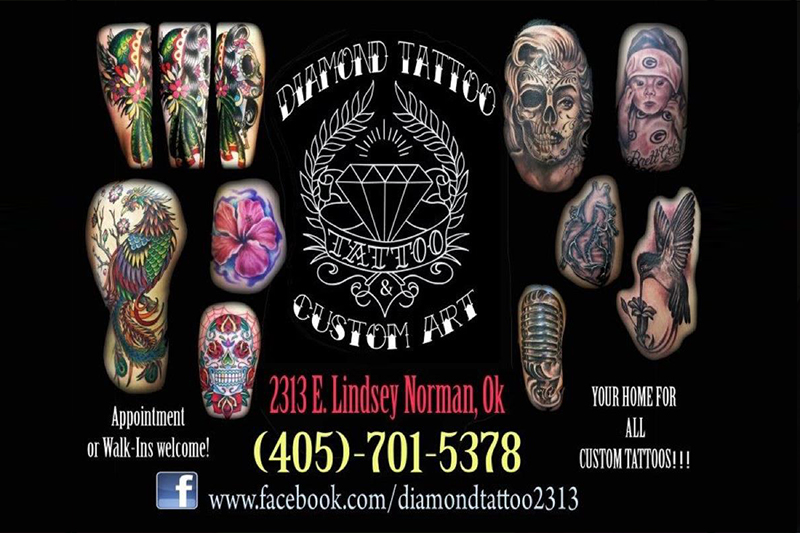 DIAMOND TATTOO
TATTOO
&
CUSTOM ART
2313 E. Lindsey Norman, Ok
(405)-701-5378
Appointment
or Walk-Ins welcome!
YOUR HOME FOR
ALL
CUSTOM TATTOOS!!!
f www.facebook.com/diamondtattoo2313
G
G